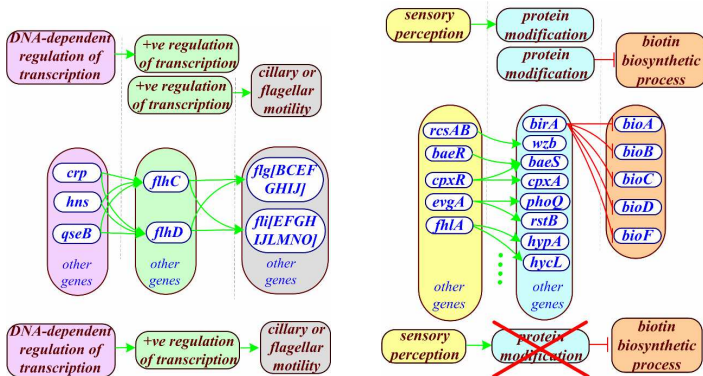 DNA-dependent
regulation of
transcription
+ve regulation
of transcription
+ve regulation
of transcription
cillary or
flagellar
motility
crp
hns
qseB
other
genes
flhC
flhD
other
genes
flg[BCEF
GHIJ]
fli[EFGH
IJLMNO]
other
genes
DNA-dependent
regulation of
transcription
+ve regulation
of transcription
cillary or
flagellar
motility
sensory
perception
protein
modification
protein
modification
biotin
biosynthetic
process
rcsAB
baeR
cpxR
evgA
fhlA
other
genes
birA
wzb
baeS
cpxA
phoQ
rstB
hypA
hycL
other
genes
bioA
bioB
bioC
bioD
bioF
sensory
perception
protein
modification
biotin
biosynthetic
process